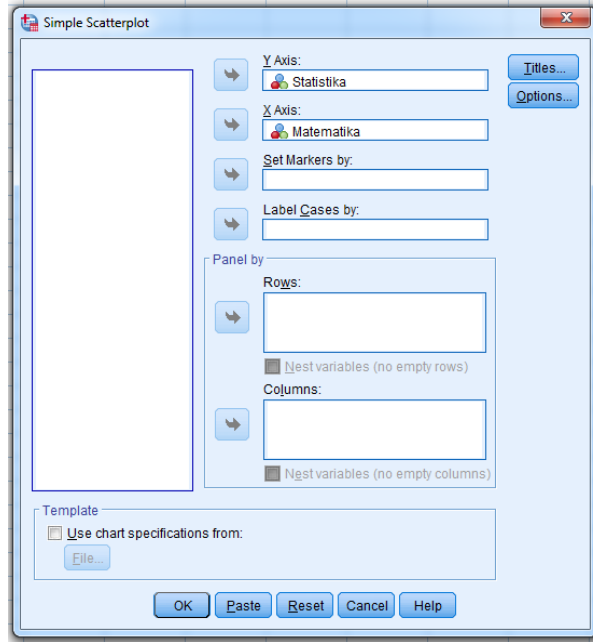 Simple Scatterplot
Y Axis:
Statistika
X Axis:
Matematika
Set Markers by:
Label Cases by:
Titles...
Options...
Panel by
Rows:
Nest variables (no empty rows)
Columns:
Nest variables (no empty columns)
Template
Use chart specifications from:
File...
OK Paste Reset Cancel Help